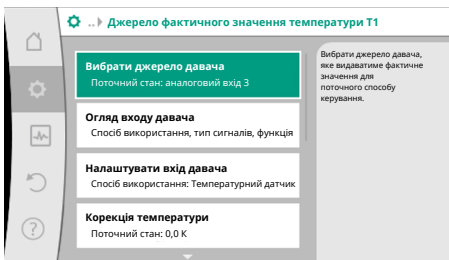 ..▸ Джерело фактичного значення температури T1
Вибрати джерело давача
Поточний стан: аналоговий вхід 3
Огляд входу давача
Спосіб використання, тип сигналів, функція
Налаштувати вхід давача
Спосіб використання: Температурний датчик
Корекція температури
Поточний стан: 0,0 К
Вибрати джерело давача,
яке видаватиме фактичне
значення для
поточного способу
керування.
?